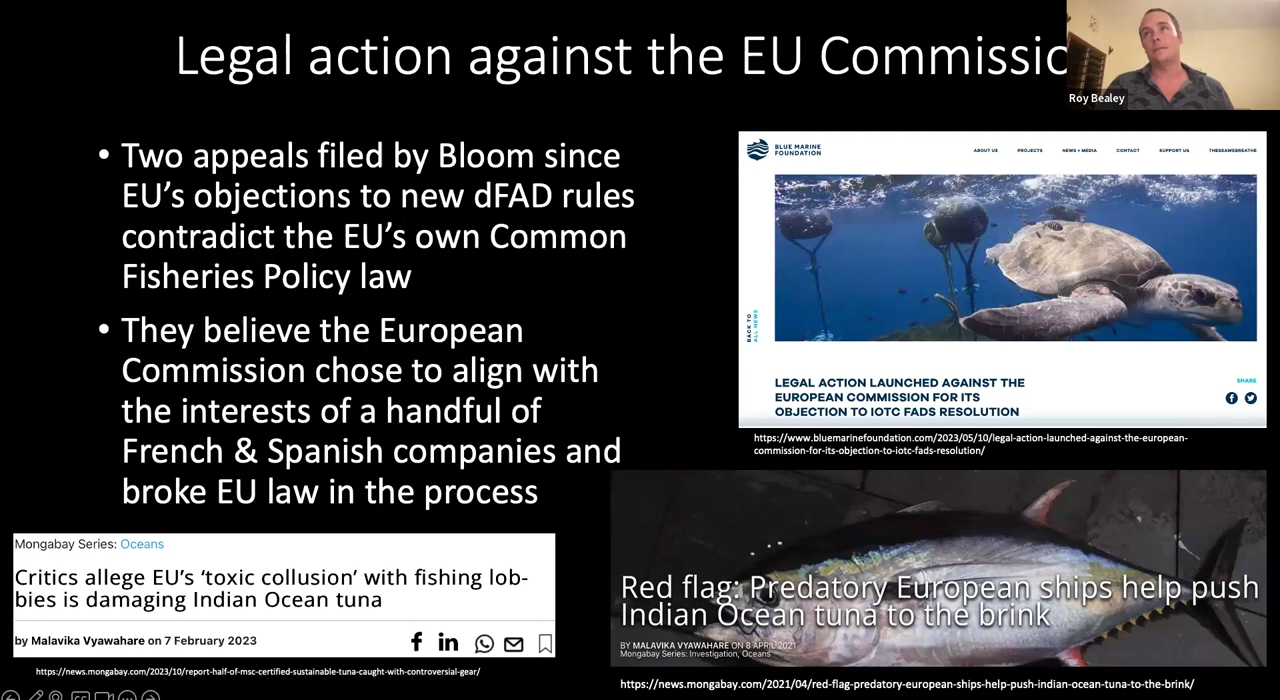 Legal action against the EU Commissio
Roy Bealey
• Two appeals filed by Bloom since
EU’s objections to new dFAD rules
contradict the EU’s own Common
Fisheries Policy law
• They believe the European
Commission chose to align with
the interests of a handful of
French & Spanish companies and
broke EU law in the process
BLUE MARINE
FOUNDATION
ABOUT US PROJECTS NEWS + MEDIA CONTACT SUPPORT US THESEAWEBREATHE
BACK TO
ALL NEWS
LEGAL ACTION LAUNCHED AGAINST THE
EUROPEAN COMMISSION FOR ITS
OBJECTION TO IOTC FADS RESOLUTION
SHARE
https://www.bluemarinefoundation.com/2023/05/10/legal-action-launched-against-the-european-
commission-for-its-objection-to-iotc-fads-resolution/
Mongabay Series: Oceans
Critics allege EU’s ‘toxic collusion’ with fishing lob-
bies is damaging Indian Ocean tuna
by Malavika Vyawahare on 7 February 2023
https://news.mongabay.com/2023/10/report-half-of-msc-certified-sustainable-tuna-caught-with-controversial-gear/
Red flag: Predatory European ships help push
Indian Ocean tuna to the brink
BY MALAVIKA VYAWAHARE ON 8 APRIL 2021
Mongabay Series: Investigation, Oceans
https://news.mongabay.com/2021/04/red-flag-predatory-european-ships-help-push-indian-ocean-tuna-to-the-brink/